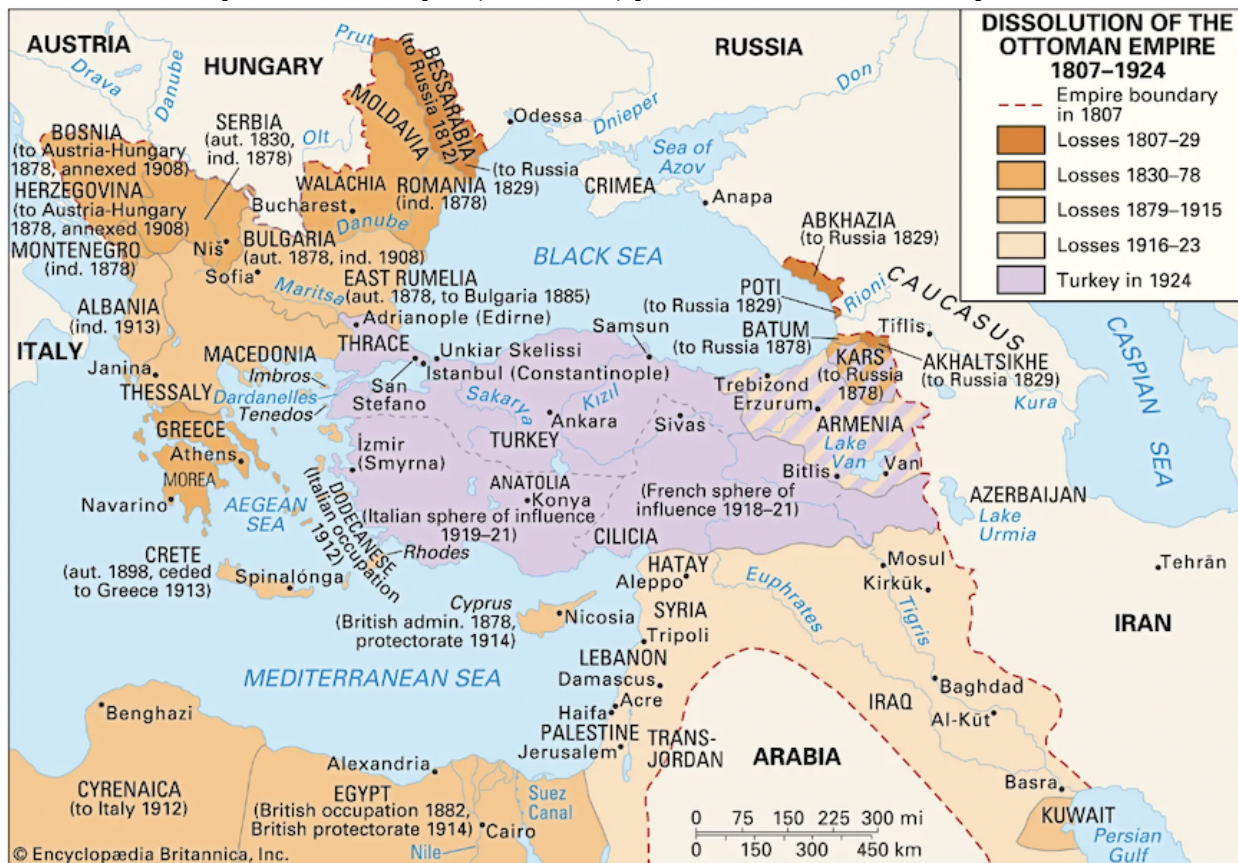 DISSOLUTION OF THE
OTTOMAN EMPIRE
1807–1924
Empire boundary
in 1807
Losses 1807–29
Losses 1830–78
Losses 1879–1915
Losses 1916–23
Turkey in 1924
AUSTRIA
HUNGARY
RUSSIA
Drava
Danube
Prut
Olt
Dnieper
Don
BESSARABIA
(to Russia 1812)
MOLDAVIA
Odessa
Sea of
Azov
(to Russia
1829)
CRIMEA
Anapa
BOSNIA
(to Austria-Hungary
1878, annexed 1908)
HERZEGOVINA
(to Austria-Hungary
1878, annexed 1908)
MONTENEGRO
(ind. 1878)
SERBIA
(aut. 1830,
ind. 1878)
WALACHIA
Bucharest
ROMANIA
(ind. 1878)
Danube
Niš
BULGARIA
(aut. 1878, ind. 1908)
Sofia
Maritsa
EAST RUMELIA
(aut. 1878, to Bulgaria 1885)
Adrianople (Edirne)
BLACK SEA
ABKHAZIA
(to Russia 1829)
POTI
(to Russia 1829)
Rioni
CAUCASUS
BATUM
(to Russia 1878)
Tiflis
KARS
(to Russia
1878)
AKHALTSIKHE
(to Russia 1829)
Kura
CASPIAN SEA
ALBANIA
(ind. 1913)
ITALY
Janina
MACEDONIA
THESSALY
Imbros
Dardanelles
Tenedos
THRACE
Unkiar Skelissi
Istanbul (Constantinople)
San
Stefano
Samsun
Sakarya
Kızıl
Ankara
TURKEY
Sivas
Trebizond
Erzurum
ARMENIA
Lake
Van
Van
Bitlis
GREECE
Athens
MOREA
Navarino
AEGEAN
SEA
İzmir
(Smyrna)
ANATOLIA
Konya
(Italian sphere of influence
1919–21)
(French sphere of
influence 1918–21)
CILICIA
DODECANESE
(Italian occupation
1912)
Rhodes
AZERBAIJAN
Lake
Urmia
Tehrān
CRETE
(aut. 1898, ceded
to Greece 1913)
Spinalónga
Cyprus
(British admin. 1878,
protectorate 1914)
Nicosia
HATAY
Aleppo
SYRIA
Tripoli
LEBANON
Damascus
Acre
Haifa
PALESTINE
Jerusalem
TRANS-
JORDAN
Euphrates
Tigris
Mosul
Kirkūk
IRAN
IRAQ
Baghdad
Al-Kūt
Basra
KUWAIT
Persian
Gulf
MEDITERRANEAN SEA
ARABIA
Benghazi
CYRENAICA
(to Italy 1912)
Alexandria
EGYPT
(British occupation 1882,
British protectorate 1914)
Suez
Canal
Cairo
Nile
0 75 150 300 mi
0 150 300 450 km
© Encyclopædia Britannica, Inc.